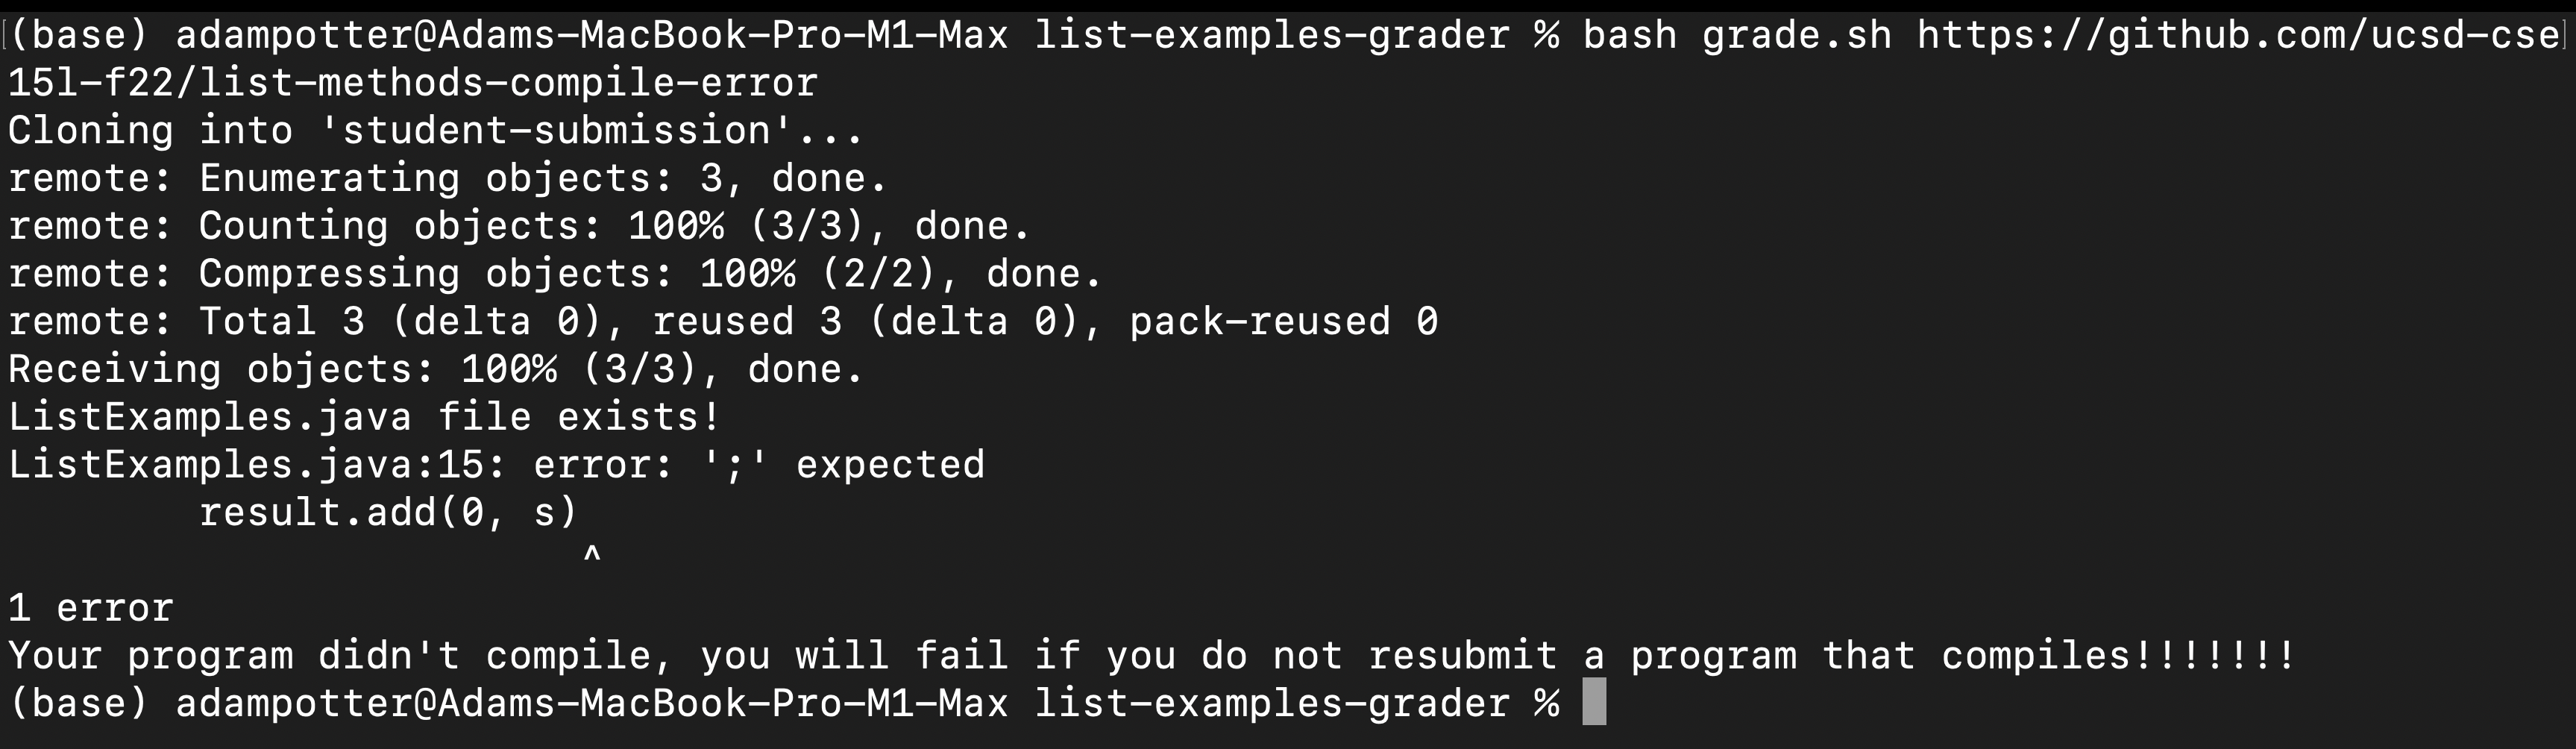 [(base) adampotter@Adams-MacBook-Pro-M1-Max list-examples-grader % bash grade.sh https://github.com/ucsd-cse]
15l-f22/list-methods-compile-error
Cloning into 'student-submission'...
remote: Enumerating objects: 3, done.
remote: Counting objects: 100% (3/3), done.
remote: Compressing objects: 100% (2/2), done.
remote: Total 3 (delta 0), reused 3 (delta 0), pack-reused 0
Receiving objects: 100% (3/3), done.
ListExamples.java file exists!
ListExamples.java:15: error: ';' expected
        result.add(0, s)
                        ^
1 error
Your program didn't compile, you will fail if you do not resubmit a program that compiles!!!!!!!
(base) adampotter@Adams-MacBook-Pro-M1-Max list-examples-grader %